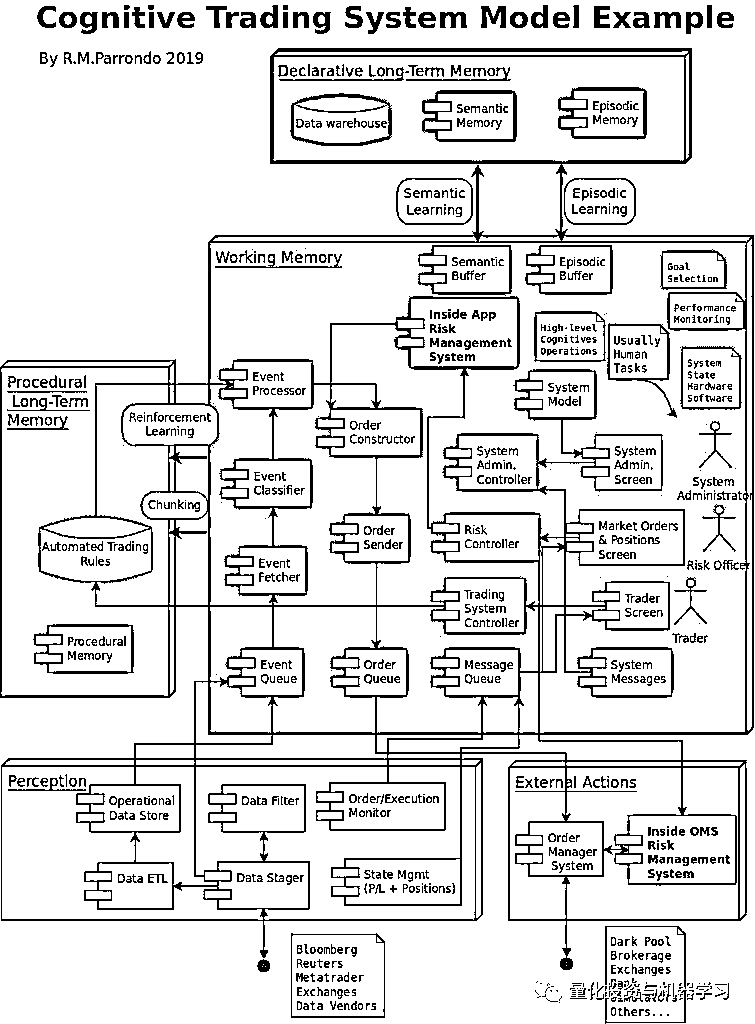 Cognitive Trading System Model Example
By R.M.Parrondo 2019
Declarative Long-Term Memory
Data warehouse
Semantic
Memory
Episodic
Memory
Semantic
Learning
Episodic
Learning
Working Memory
Semantic
Buffer
Episodic
Buffer
Goal
Selection
Inside App
Risk
Management
System
Performance
Monitoring
High-level
Cognitives
Operations
Usually
Human
Tasks
System
State
Hardware
Software
Procedural
Long-Term
Memory
Event
Processor
System
Model
Reinforcement
Learning
Order
Constructor
System
Admin.
Controller
System
Admin.
Screen
System
Administrator
Event
Classifier
Chunking
Automated Trading
Rules
Order
Sender
Risk
Controller
Market Orders
& Positions
Screen
Risk Officer
Event
Fetcher
Trading
System
Controller
Trader
Screen
Trader
Procedural
Memory
Event
Queue
Order
Queue
Message
Queue
System
Messages
Perception
Operational
Data Store
Data Filter
Order/Execution
Monitor
Data ETL
Data Stager
State Mgmt
(P/L + Positions)
External Actions
Order
Manager
System
Inside OMS
Risk
Management
System
Bloomberg
Reuters
Metatrader
Exchanges
Data Vendors
Dark Pool
Brokerage
Exchanges
Others...
量化投资与机器学习